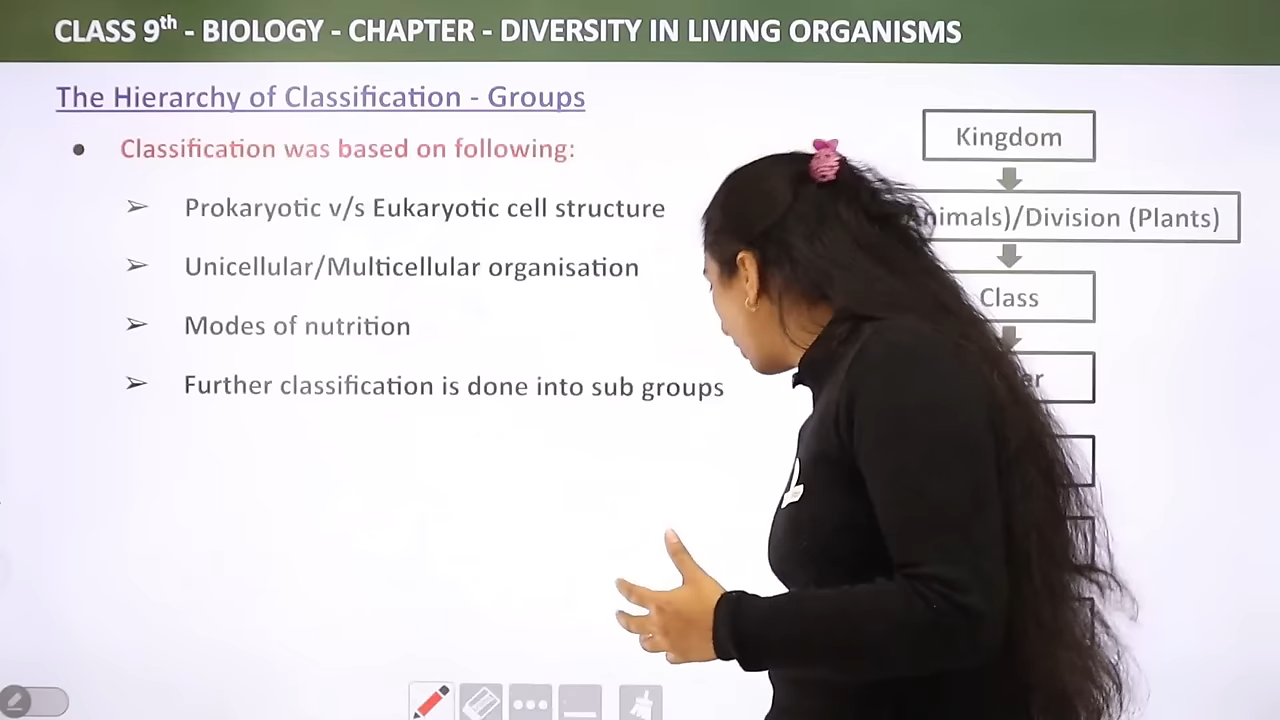 CLASS 9th - BIOLOGY - CHAPTER - DIVERSITY IN LIVING ORGANISMS
The Hierarchy of Classification - Groups
• Classification was based on following:
➢ Prokaryotic v/s Eukaryotic cell structure
➢ Unicellular/Multicellular organisation
➢ Modes of nutrition
➢ Further classification is done into sub groups
Kingdom
nimals)/Division (Plants)
Class
er